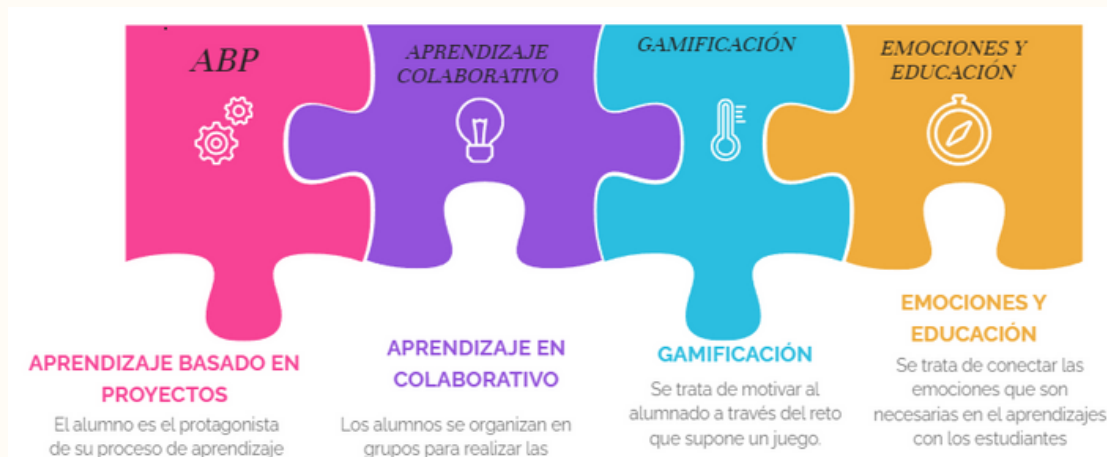 ABP
APRENDIZAJE
COLABORATIVO
GAMIFICACIÓN
EMOCIONES Y
EDUCACIÓN
APRENDIZAJE BASADO EN
PROYECTOS
El alumno es el protagonista
de su proceso de aprendizaje
APRENDIZAJE EN
COLABORATIVO
Los alumnos se organizan en
grupos para realizar las
GAMIFICACIÓN
Se trata de motivar al
alumnado a través del reto
que supone un juego.
EMOCIONES Y
EDUCACIÓN
Se trata de conectar las
emociones que son
necesarias en el aprendizajes
con los estudiantes